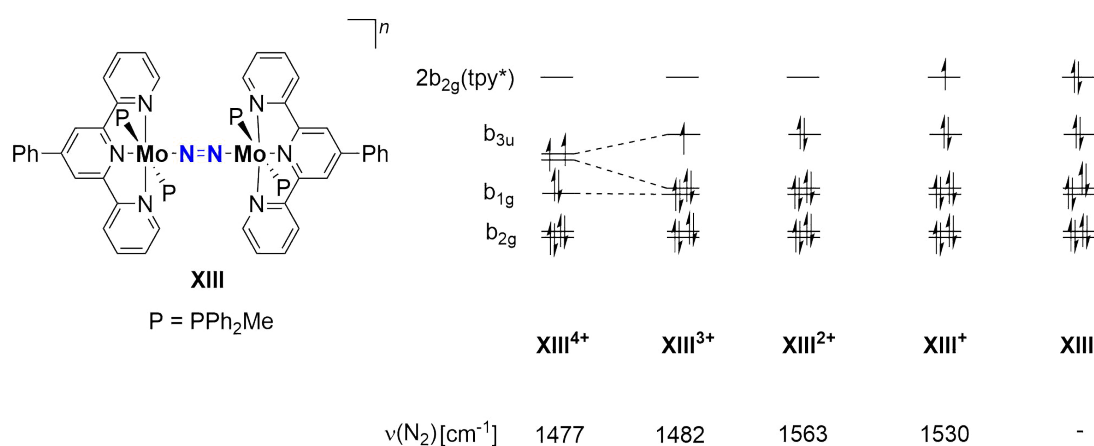 n
P
N
N
P
Ph
N
Mo
N
N
Mo
N
Ph
P
N
N
P
XIII
P = PPh₂Me
2b₂g(tpy*)
b₃u
b₁g
b₂g
XIII⁴⁺ XIII³⁺ XIII²⁺ XIII⁺ XIII
ν(N₂) [cm⁻¹] 1477 1482 1563 1530 -